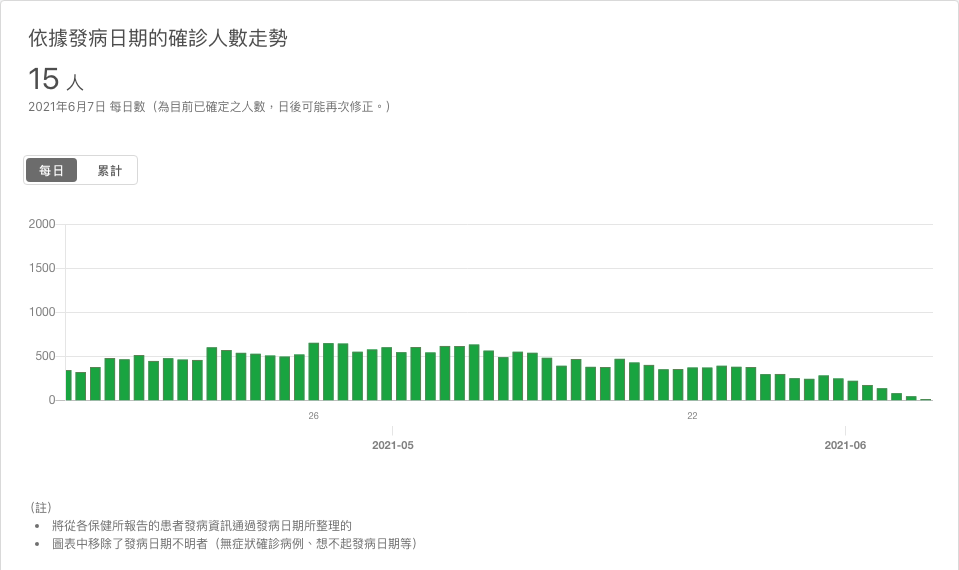 依據發病日期的確診人數走勢
15 人
2021年6月7日 每日數（為目前已確定之人數，日後可能再次修正。）
每日 累計
2000
1500
1000
500
0
26 22
2021-05 2021-06
（註）
• 將從各保健所報告的患者發病資訊通過發病日期所整理的
• 圖表中移除了發病日期不明者（無症狀確診病例、想不起發病日期等）